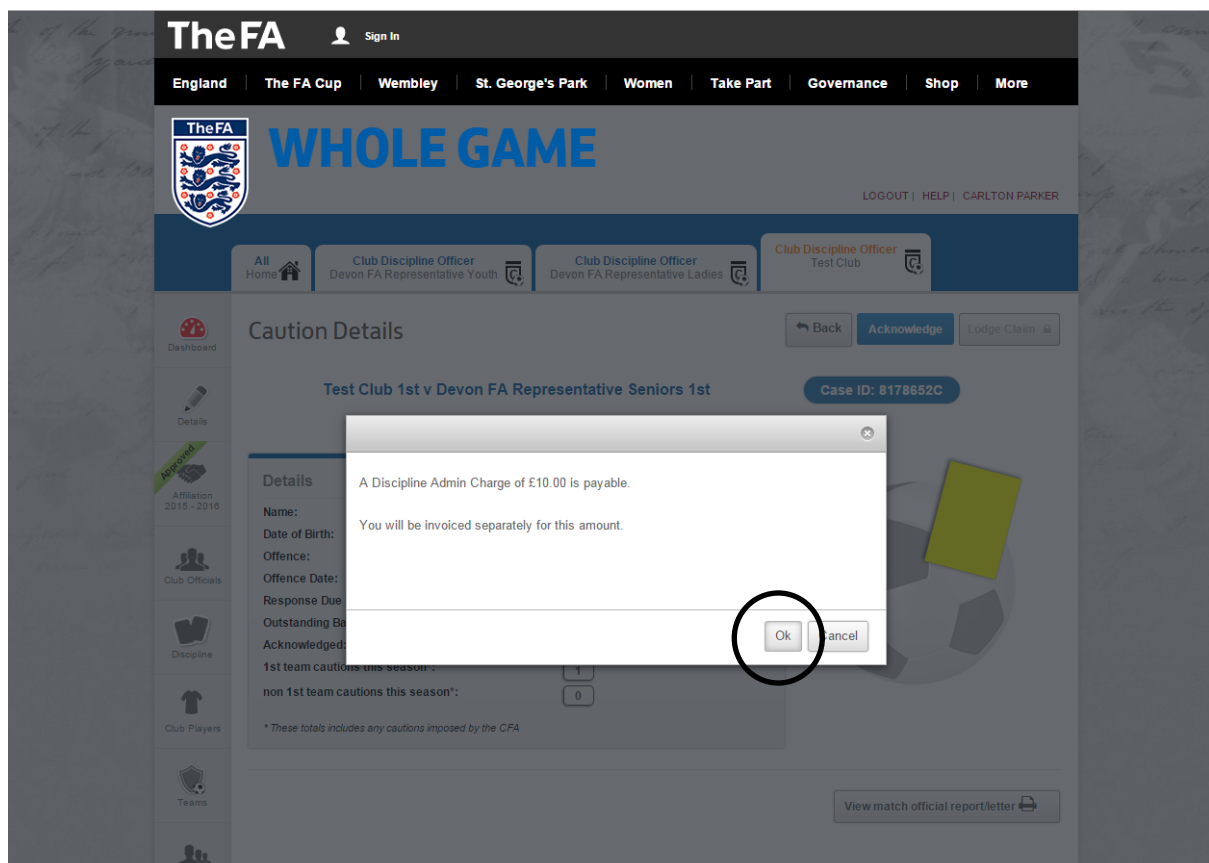 TheFA Sign In
England The FA Cup Wembley St. George's Park Women Take Part Governance Shop More
TheFA
WHOLE GAME
LOGOUT | HELP | CARLTON PARKER
All
Home
Club Discipline Officer
Devon FA Representative Youth
Club Discipline Officer
Devon FA Representative Ladies
Club Discipline Officer
Test Club
Dashboard
Caution Details
Back Acknowledge Lodge Claim
Details
Test Club 1st v Devon FA Representative Seniors 1st
Case ID: 8178652C
Approved
Affiliation
2015 - 2016
Club Officials
Discipline
Club Players
Teams
A Discipline Admin Charge of £10.00 is payable.
You will be invoiced separately for this amount.
Ok Cancel
Details
Name:
Date of Birth:
Offence:
Offence Date:
Response Due
Outstanding Ba
Acknowledged:
1st team cautions this season*: 1
non 1st team cautions this season*: 0
* These totals includes any cautions imposed by the CFA
View match official report/letter